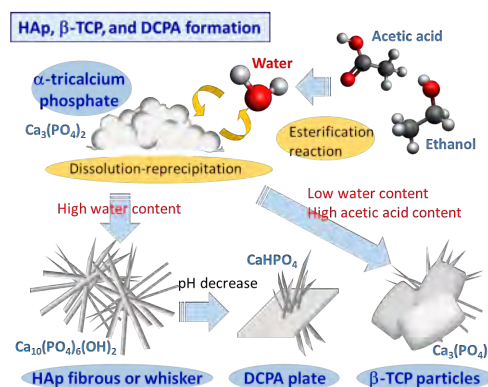 HAp, β-TCP, and DCPA formation
Acetic acid
Water
α-tricalcium
phosphate
Ca₃(PO₄)₂
Esterification
reaction
Ethanol
Dissolution-reprecipitation
High water content
Low water content
High acetic acid content
CaHPO₄
pH decrease
Ca₁₀(PO₄)₆(OH)₂
Ca₃(PO₄)
HAp fibrous or whisker
DCPA plate
β-TCP particles